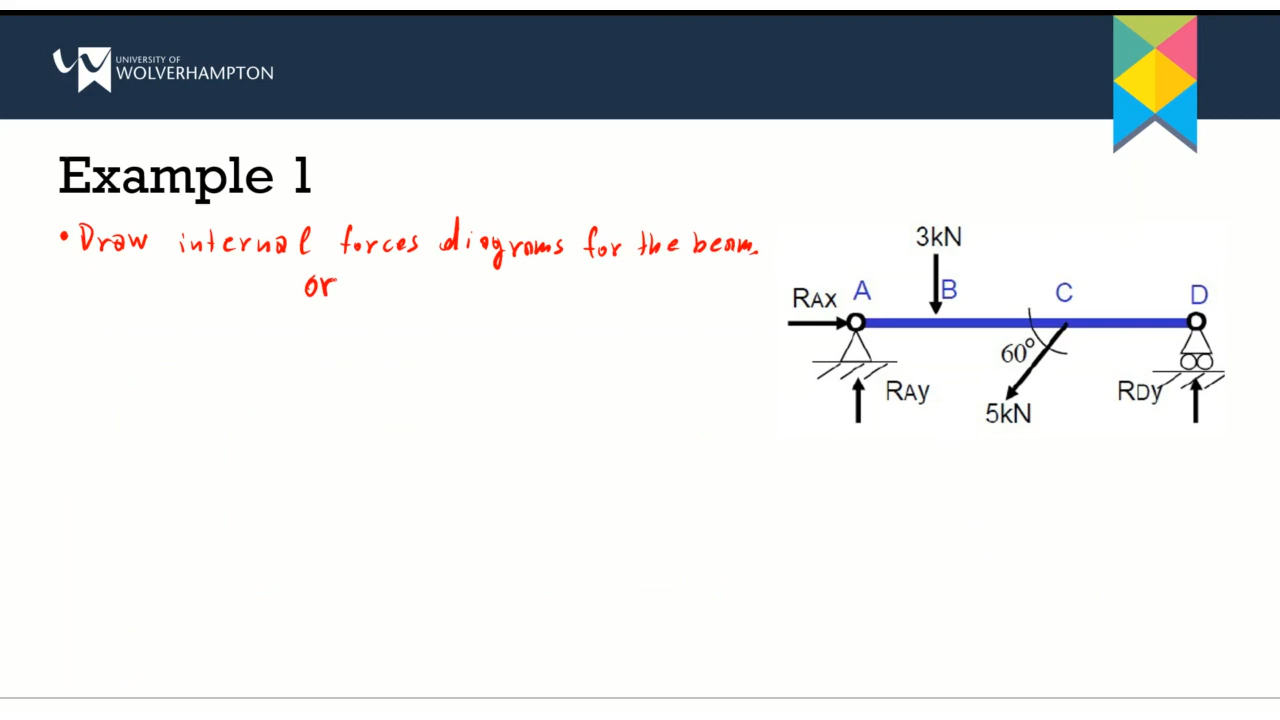 UNIVERSITY OF
WOLVERHAMPTON
Example 1
• Draw internal forces diagrams for the beam.
or
3kN
RAX A B C D
60°
RAy RDy
5kN